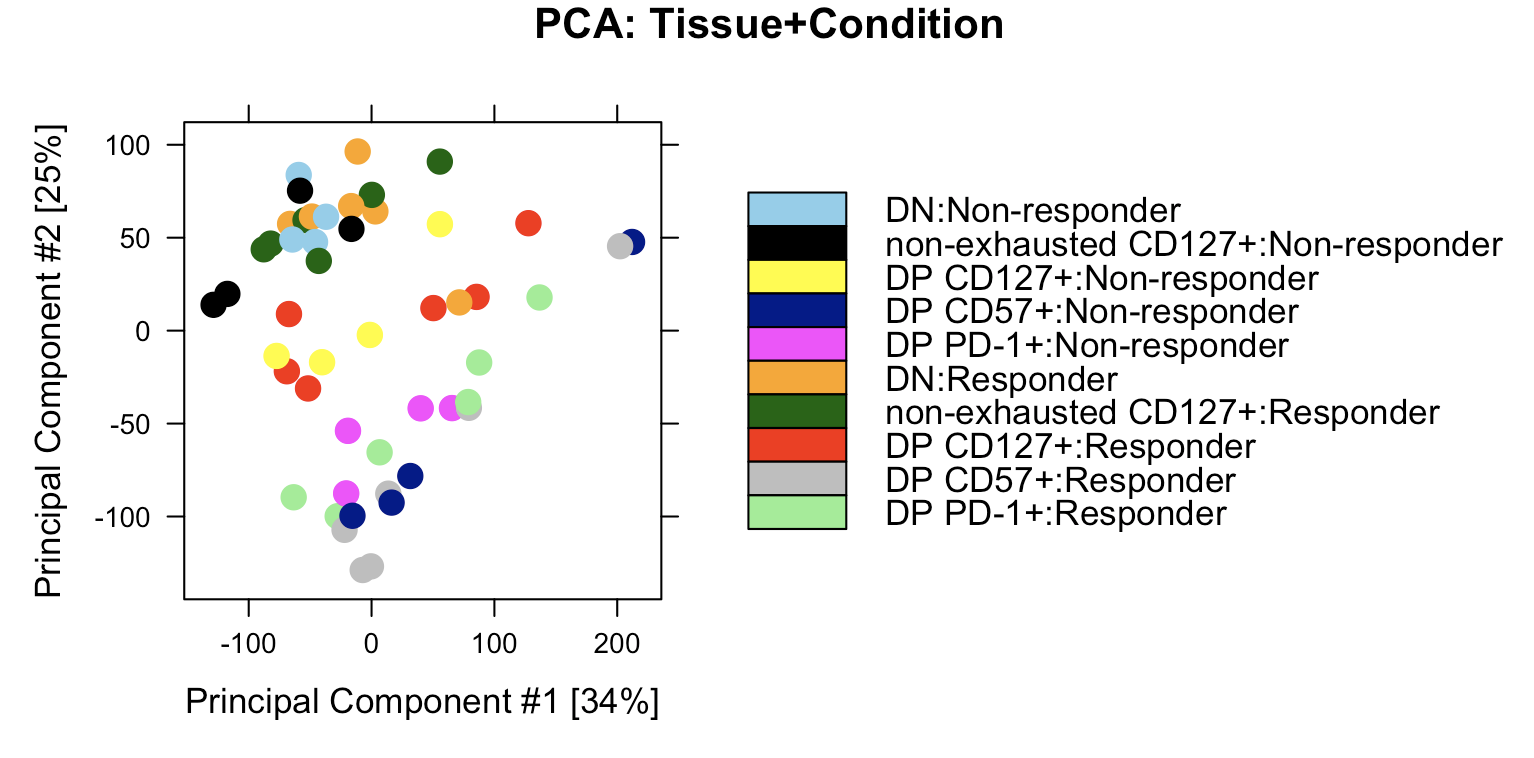 PCA: Tissue+Condition
Principal Component #2 [25%]
100
50
0
-50
-100
-100 0 100 200
Principal Component #1 [34%]
DN:Non-responder
non-exhausted CD127+:Non-responder
DP CD127+:Non-responder
DP CD57+:Non-responder
DP PD-1+:Non-responder
DN:Responder
non-exhausted CD127+:Responder
DP CD127+:Responder
DP CD57+:Responder
DP PD-1+:Responder